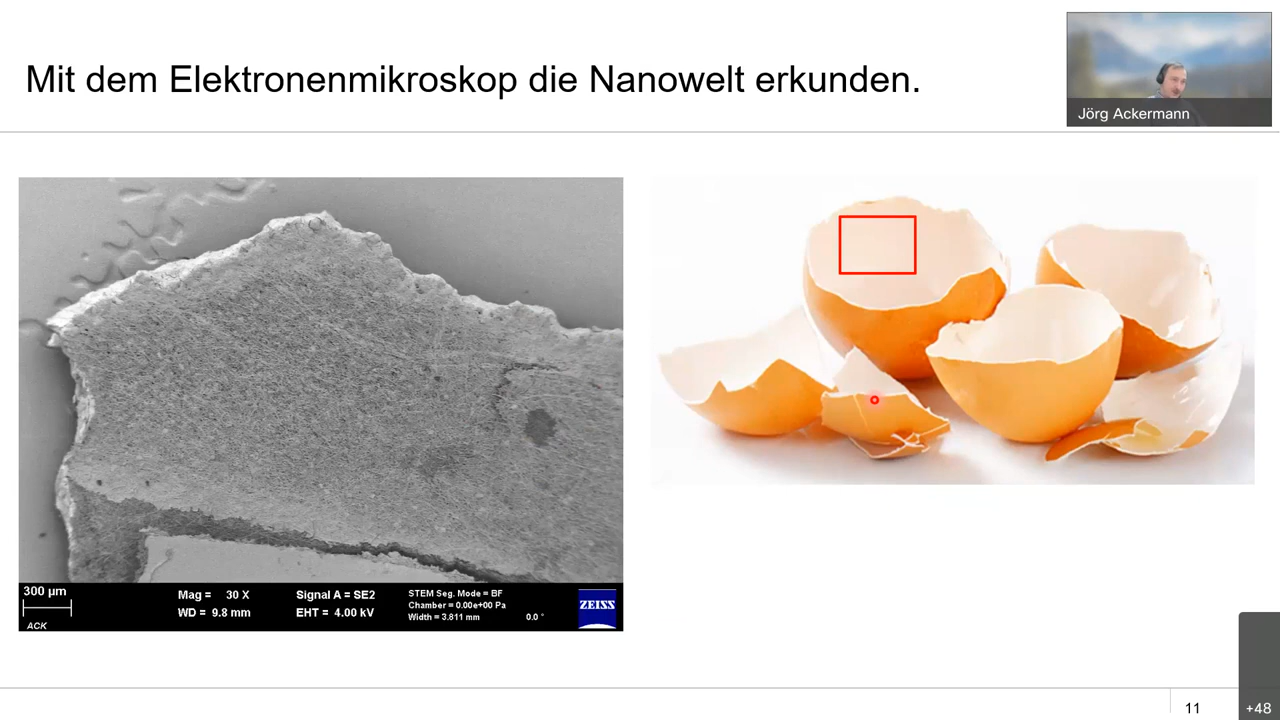 Mit dem Elektronenmikroskop die Nanowelt erkunden.
Jörg Ackermann
300 µm
ACK
Mag = 30 X
WD = 9.8 mm
Signal A = SE2
EHT = 4.00 kV
STEM Seg. Mode = BF
Chamber = 0.00e+00 Pa
Width = 3.811 mm
0.0 °
ZEISS
11
+48